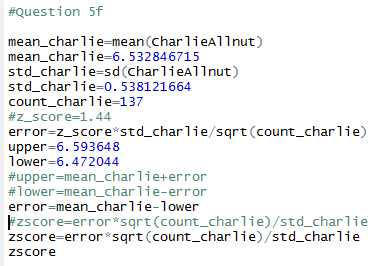 #Question 5f
mean_charlie=mean(CharlieAllnut)
mean_charlie=6.532846715
std_charlie=sd(CharlieAllnut)
std_charlie=0.538121664
count_charlie=137
#z_score=1.44
error=z_score*std_charlie/sqrt(count_charlie)
upper=6.593648
lower=6.472044
#upper=mean_charlie+error
#lower=mean_charlie-error
error=mean_charlie-lower
#zscore=error*sqrt(count_charlie)/std_charlie
zscore=error*sqrt(count_charlie)/std_charlie
zscore